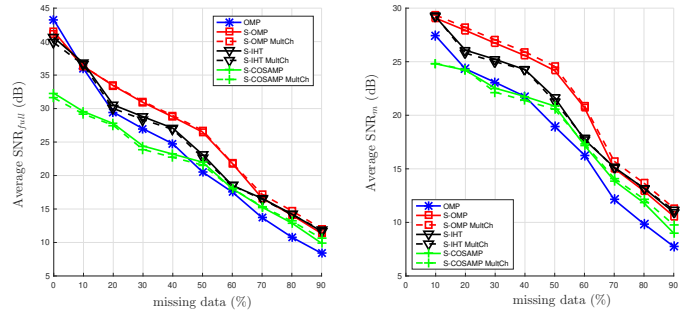 45
40
35
30
25
20
15
10
5
Average SNR_full (dB)
OMP
S-OMP
S-OMP MultCh
S-IHT
S-IHT MultCh
S-COSAMP
S-COSAMP MultCh
0 10 20 30 40 50 60 70 80 90
missing data (%)
30
25
20
15
10
5
Average SNR_m (dB)
OMP
S-OMP
S-OMP MultCh
S-IHT
S-IHT MultCh
S-COSAMP
S-COSAMP MultCh
0 10 20 30 40 50 60 70 80 90
missing data (%)